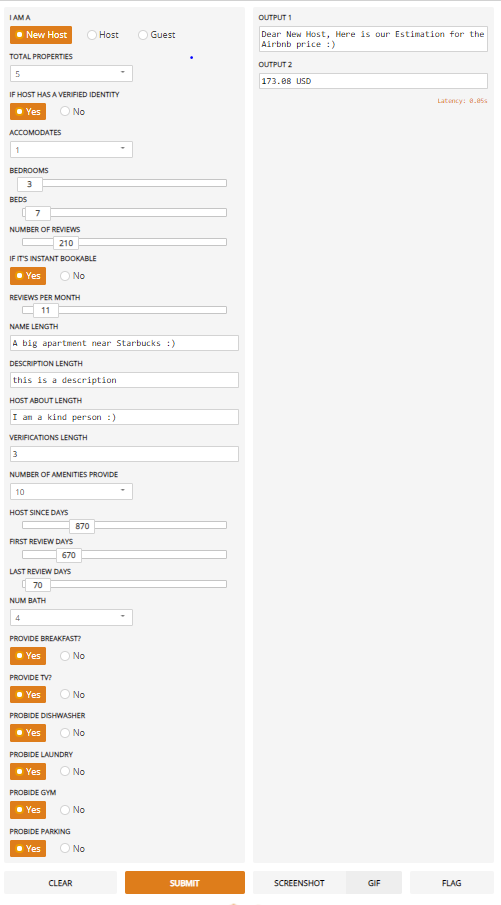 I AM A
New Host Host Guest
TOTAL PROPERTIES
5
IF HOST HAS A VERIFIED IDENTITY
Yes No
ACCOMODATES
1
BEDROOMS
3
BEDS
7
NUMBER OF REVIEWS
210
IF IT'S INSTANT BOOKABLE
Yes No
REVIEWS PER MONTH
11
NAME LENGTH
A big apartment near Starbucks :)
DESCRIPTION LENGTH
this is a description
HOST ABOUT LENGTH
I am a kind person :)
VERIFICATIONS LENGTH
3
NUMBER OF AMENITIES PROVIDE
10
HOST SINCE DAYS
870
FIRST REVIEW DAYS
670
LAST REVIEW DAYS
70
NUM BATH
4
PROVIDE BREAKFAST?
Yes No
PROVIDE TV?
Yes No
PROBIDE DISHWASHER
Yes No
PROBIDE LAUNDRY
Yes No
PROBIDE GYM
Yes No
PROBIDE PARKING
Yes No
CLEAR SUBMIT
OUTPUT 1
Dear New Host, Here is our Estimation for the
Airbnb price :)
OUTPUT 2
173.08 USD
Latency: 0.05s
SCREENSHOT GIF FLAG